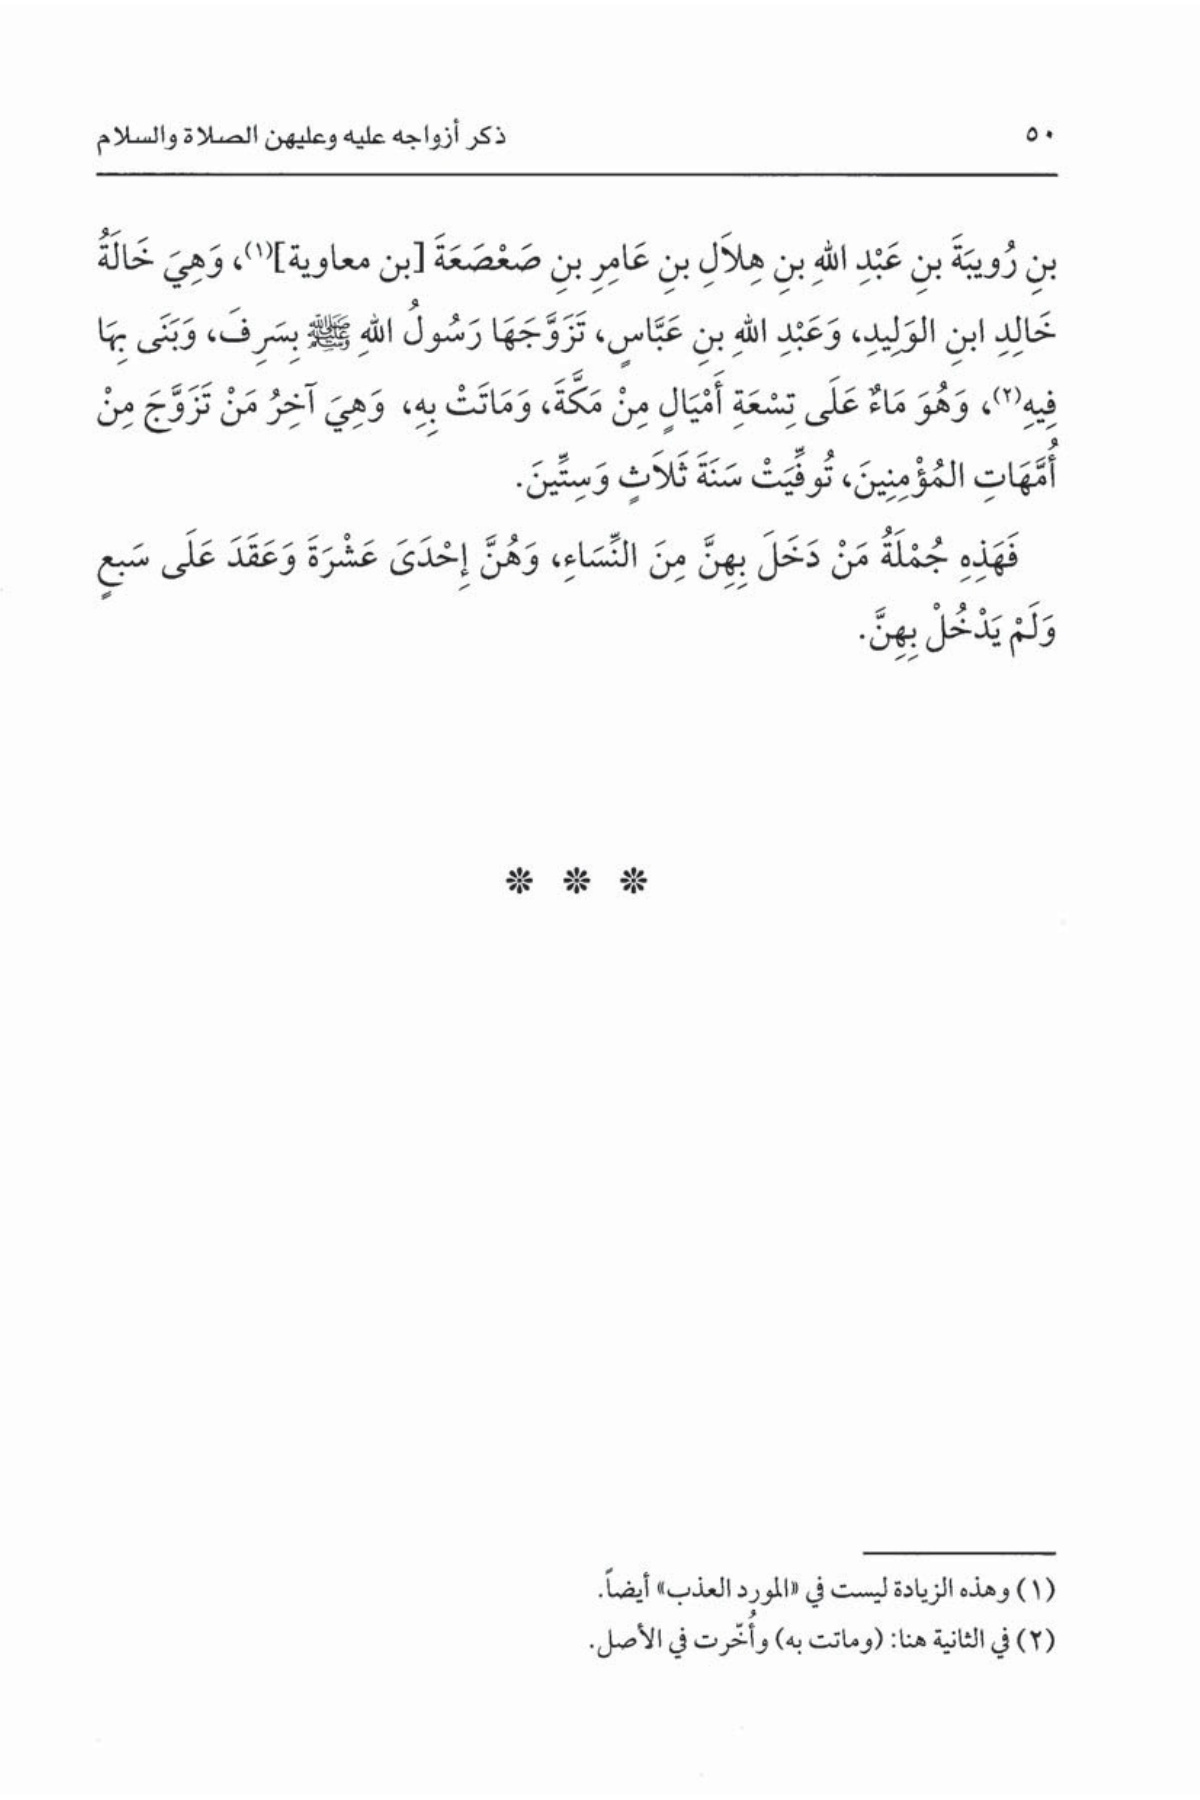 ٥٠
ذكر أزواجه عليه وعليهن الصلاة والسلام
بنِ رُويبَةَ بنِ عَبْدِ اللهِ بنِ هِلاَلِ بنِ عَامِرِ بنِ صَعْصَعَةَ [بن معاوية](١)، وَهِيَ خَالَةُ
خَالِدِ ابنِ الوَلِيدِ، وَعَبْدِ اللهِ بنِ عَبَّاسٍ، تَزَوَّجَهَا رَسُولُ اللهِ ﷺ بِسَرِفَ، وَبَنَى بِهَا
فِيهِ(٢)، وَهُوَ مَاءٌ عَلَى تِسْعَةِ أَمْيَالٍ مِنْ مَكَّةَ، وَمَاتَتْ بِهِ، وَهِيَ آخِرُ مَنْ تَزَوَّجَ مِنْ
أُمَّهَاتِ المُؤْمِنِينَ، تُوفِّيَتْ سَنَةَ ثَلاَثٍ وَسِتِّينَ.
فَهَذِهِ جُمْلَةُ مَنْ دَخَلَ بِهِنَّ مِنَ النِّسَاءِ، وَهُنَّ إِحْدَىَ عَشْرَةَ وَعَقَدَ عَلَى سَبعٍ
وَلَمْ يَدْخُلْ بِهِنَّ.
❊ ❊ ❊
(١) وهذه الزيادة ليست في «المورد العذب» أيضاً.
(٢) في الثانية هنا: (وماتت به) وأُخّرت في الأصل.